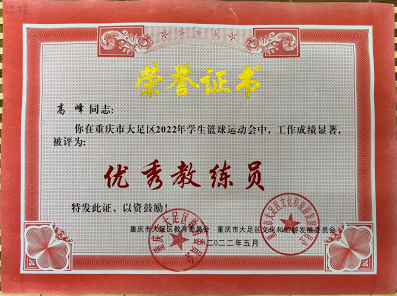 荣誉证书
高峰 同志:
你在重庆市大足区2022年学生篮球运动会中,工作成绩显著,
被评为:
优秀教练员
特发此证,以资鼓励!
重庆市大足区教育委员会 重庆市大足区文化和旅游发展委员会
二〇二二年五月